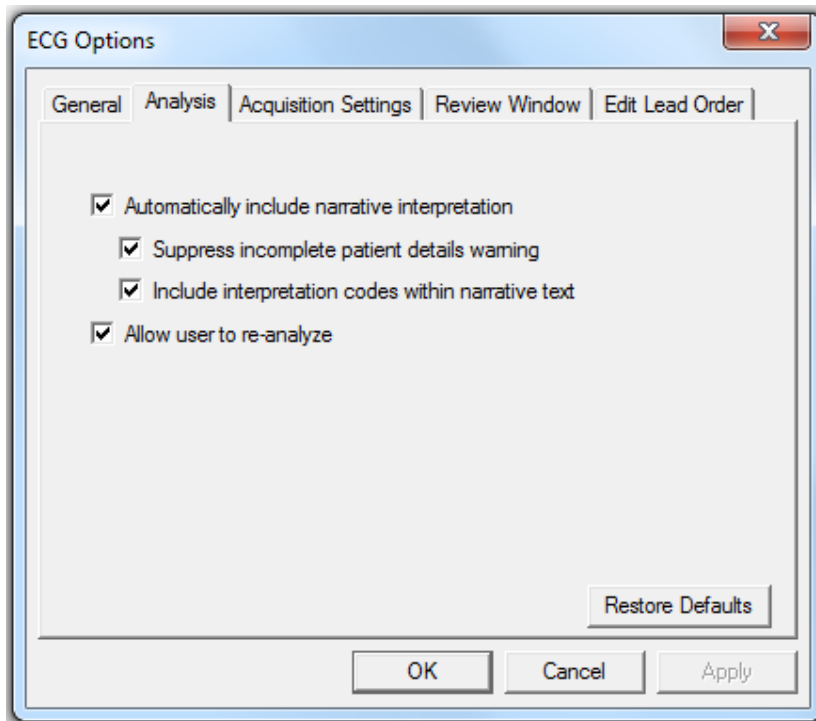 ECG Options
General Analysis Acquisition Settings Review Window Edit Lead Order
Automatically include narrative interpretation
Suppress incomplete patient details warning
Include interpretation codes within narrative text
Allow user to re-analyze
Restore Defaults
OK Cancel Apply